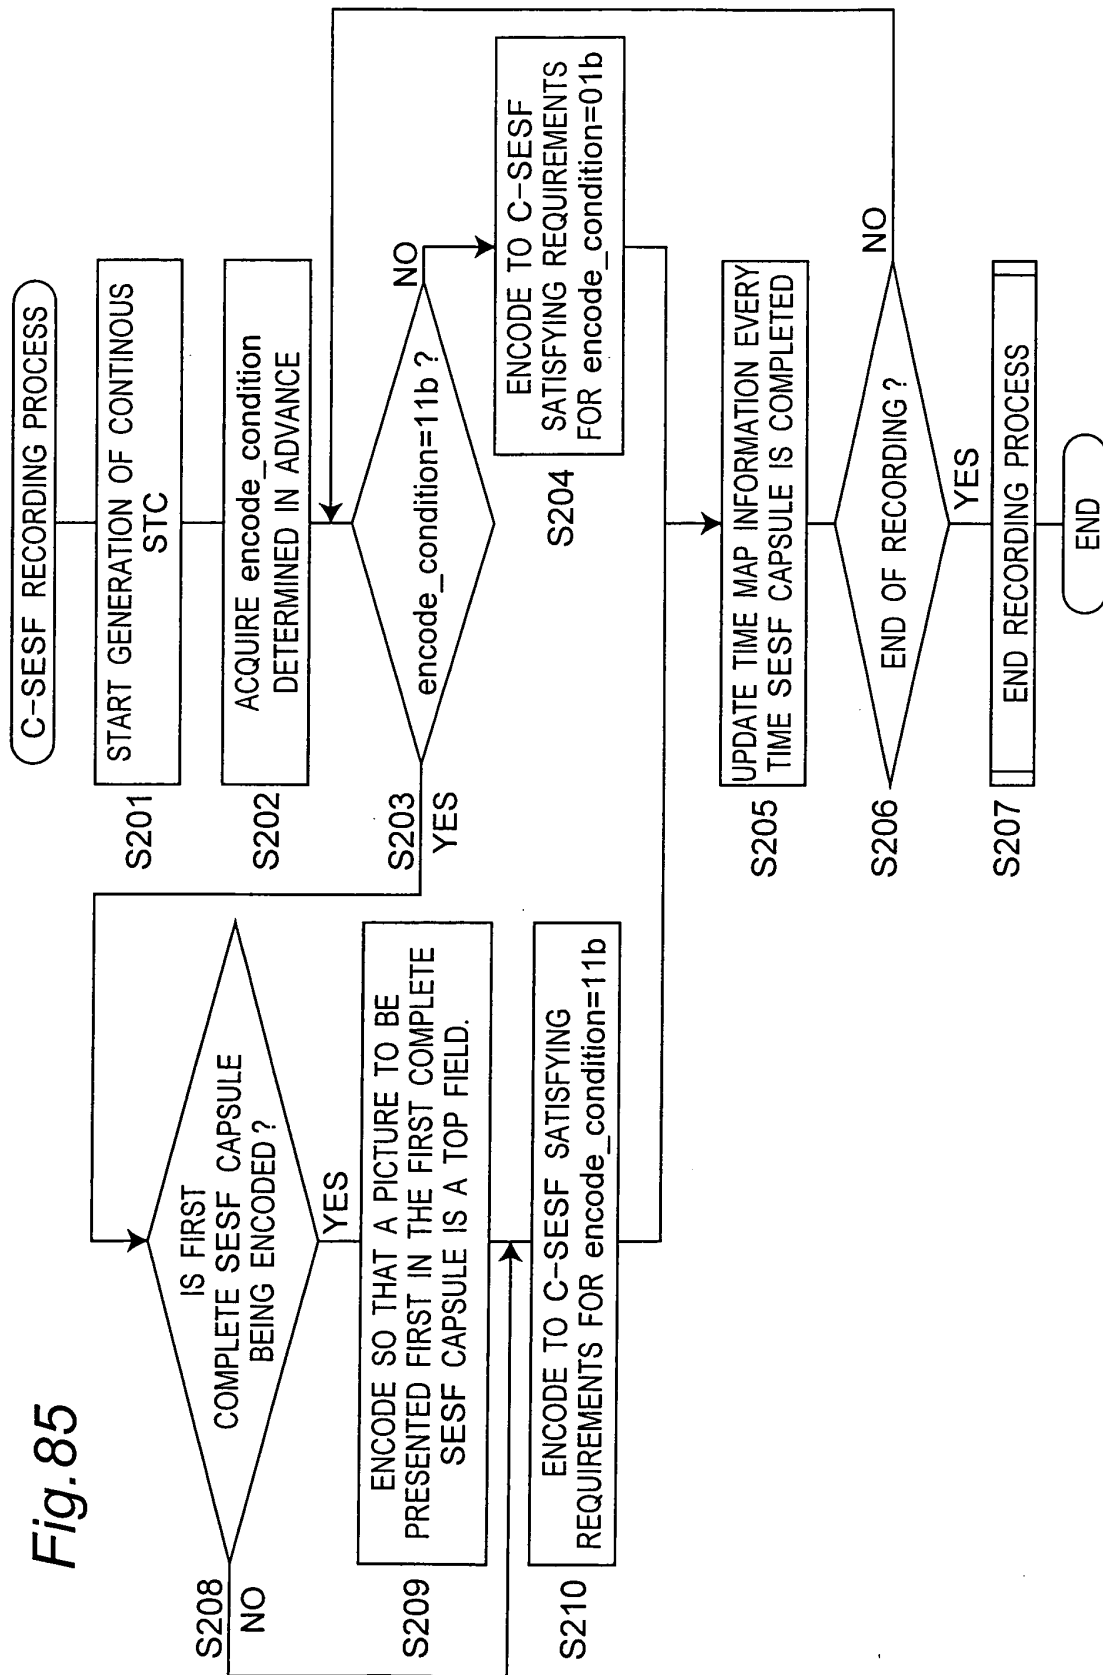 Fig.85
C-SESF RECORDING PROCESS
START GENERATION OF CONTINOUS
STC
S201
ACQUIRE encode_condition
DETERMINED IN ADVANCE
S202
encode_condition=11b?
S203
YES
NO
ENCODE TO C-SESF
SATISFYING REQUIREMENTS
FOR encode_condition=01b
S204
UPDATE TIME MAP INFORMATION EVERY
TIME SESF CAPSULE IS COMPLETED
S205
END OF RECORDING?
S206
NO
YES
END RECORDING PROCESS
S207
END
IS FIRST
COMPLETE SESF CAPSULE
BEING ENCODED?
S208
NO
YES
ENCODE SO THAT A PICTURE TO BE
PRESENTED FIRST IN THE FIRST COMPLETE
SESF CAPSULE IS A TOP FIELD.
S209
ENCODE TO C-SESF SATISFYING
REQUIREMENTS FOR encode_condition=11b
S210